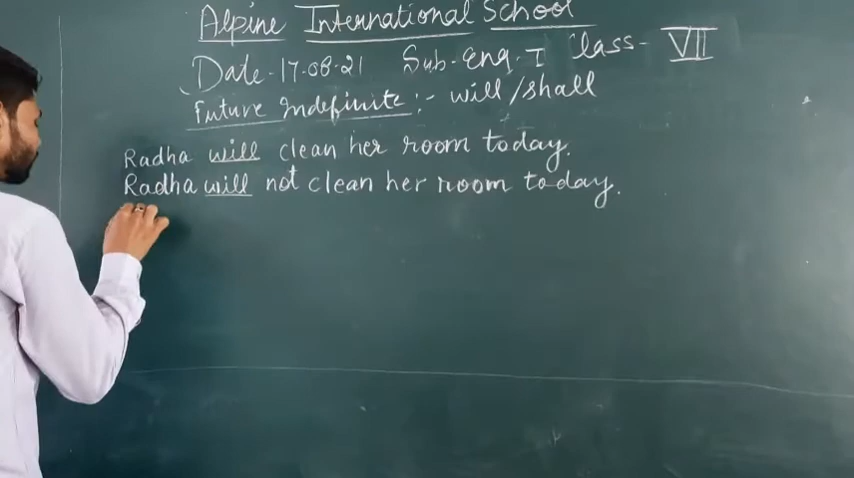 Alpine International School
Date-17-08-21 Sub-Eng-I Class- VII
Future Indefinite :- will/shall
Radha will clean her room today.
Radha will not clean her room today.